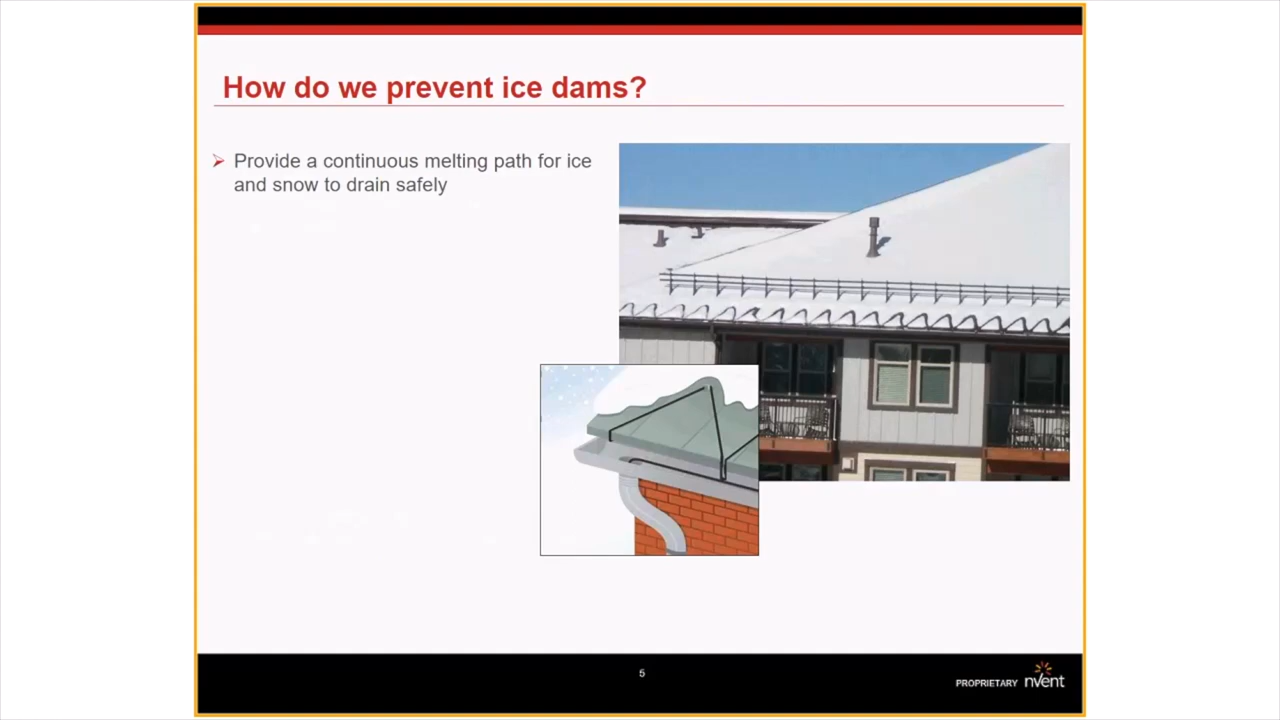 How do we prevent ice dams?
Provide a continuous melting path for ice
and snow to drain safely
5
PROPRIETARY nVent